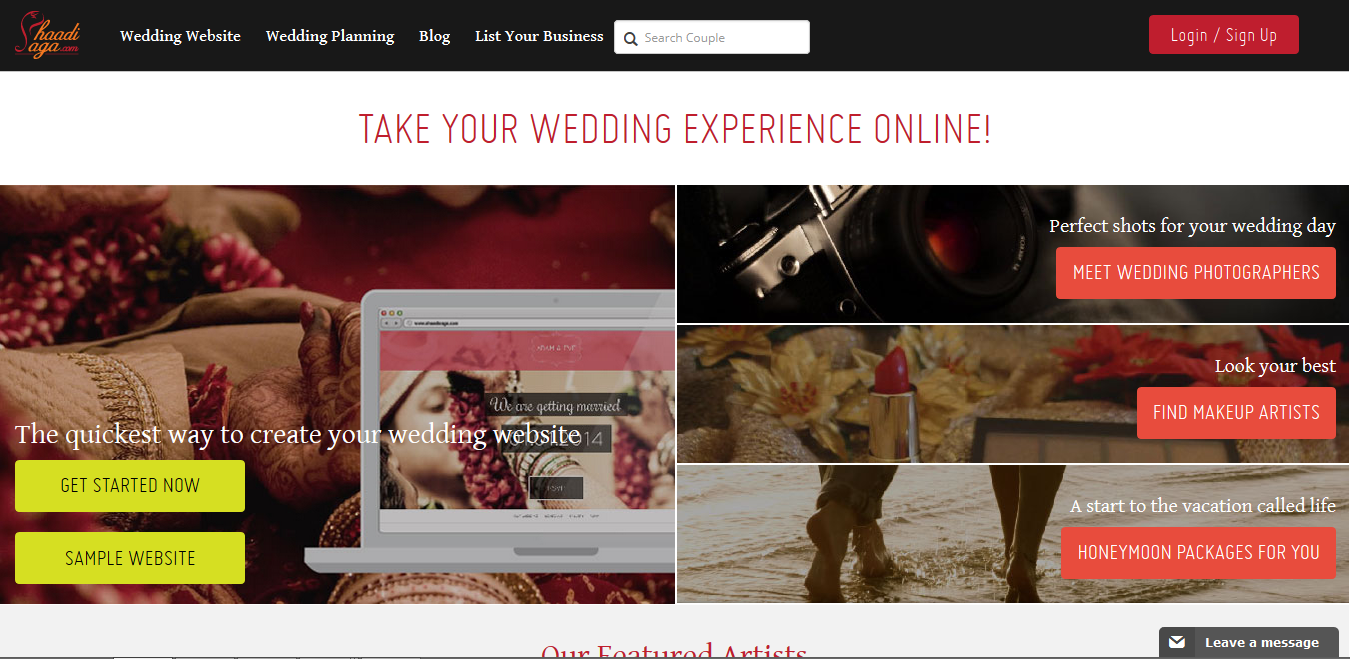 Shaadi
Saga.com
Wedding Website
Wedding Planning
Blog
List Your Business
Search Couple
Login / Sign Up
TAKE YOUR WEDDING EXPERIENCE ONLINE!
www.shaadisaga.com
We are getting married!
The quickest way to create your wedding website
GET STARTED NOW
SAMPLE WEBSITE
Perfect shots for your wedding day
MEET WEDDING PHOTOGRAPHERS
Look your best
FIND MAKEUP ARTISTS
A start to the vacation called life
HONEYMOON PACKAGES FOR YOU
Our Featured Artists
Leave a message